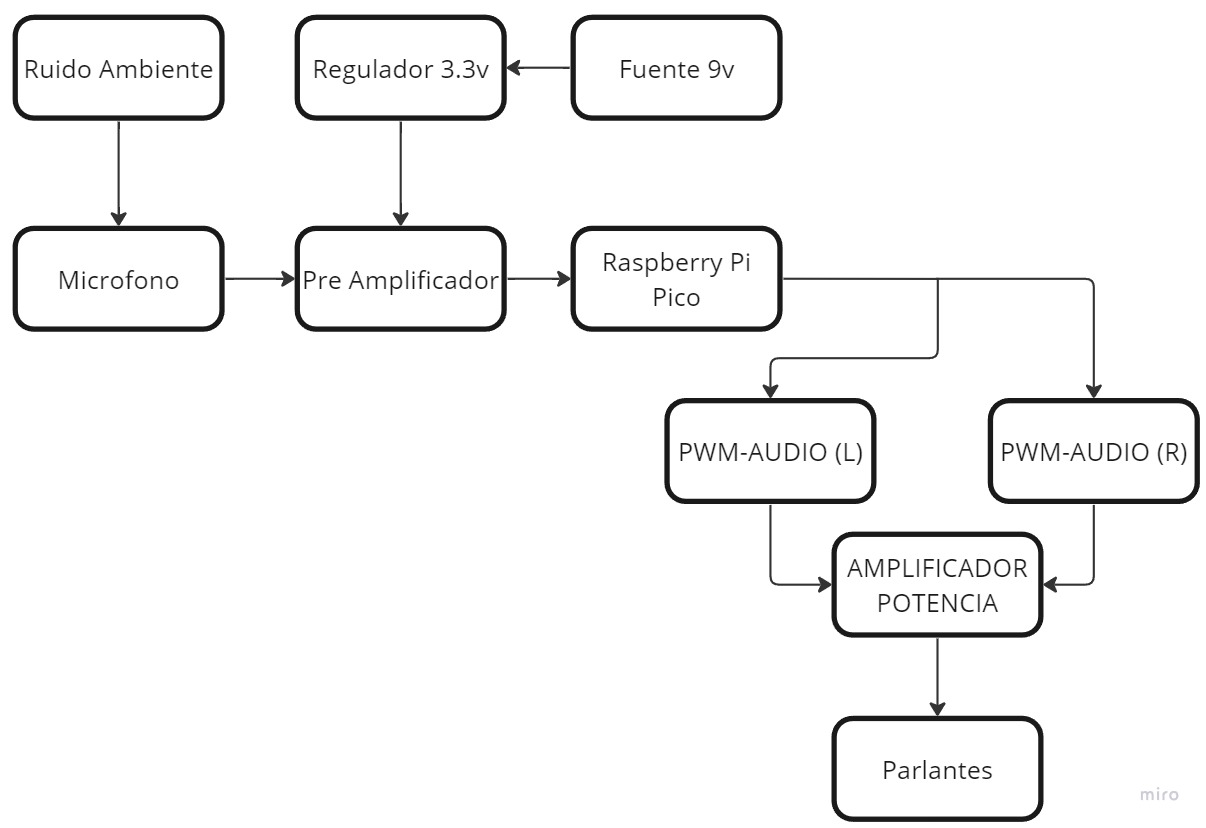 Ruido Ambiente
Regulador 3.3v
Fuente 9v
Microfono
Pre Amplificador
Raspberry Pi
Pico
PWM-AUDIO (L)
PWM-AUDIO (R)
AMPLIFICADOR
POTENCIA
Parlantes
miro